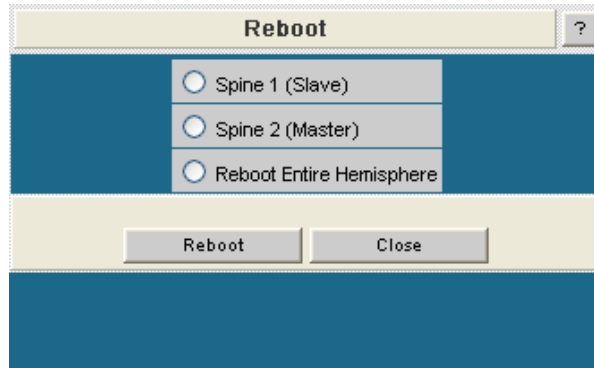 Reboot
?
Spine 1 (Slave)
Spine 2 (Master)
Reboot Entire Hemisphere
Reboot
Close